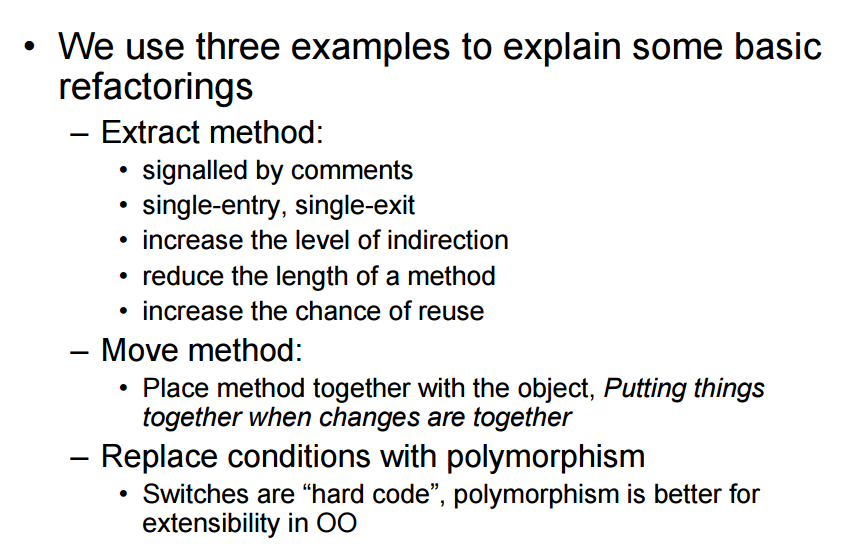 • We use three examples to explain some basic
refactorings
– Extract method:
• signalled by comments
• single-entry, single-exit
• increase the level of indirection
• reduce the length of a method
• increase the chance of reuse
– Move method:
• Place method together with the object, Putting things
together when changes are together
– Replace conditions with polymorphism
• Switches are “hard code”, polymorphism is better for
extensibility in OO